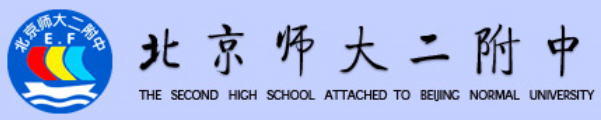 北京师大二附中
E.F
北京师大二附中
THE SECOND HIGH SCHOOL ATTACHED TO BEIJING NORMAL UNIVERSITY